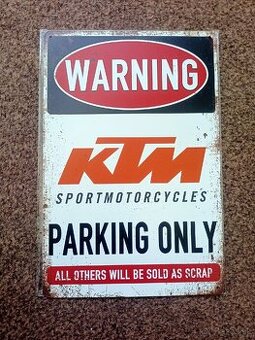 WARNING
KTM
SPORTMOTORCYCLES
PARKING ONLY
ALL OTHERS WILL BE SOLD AS SCRAP